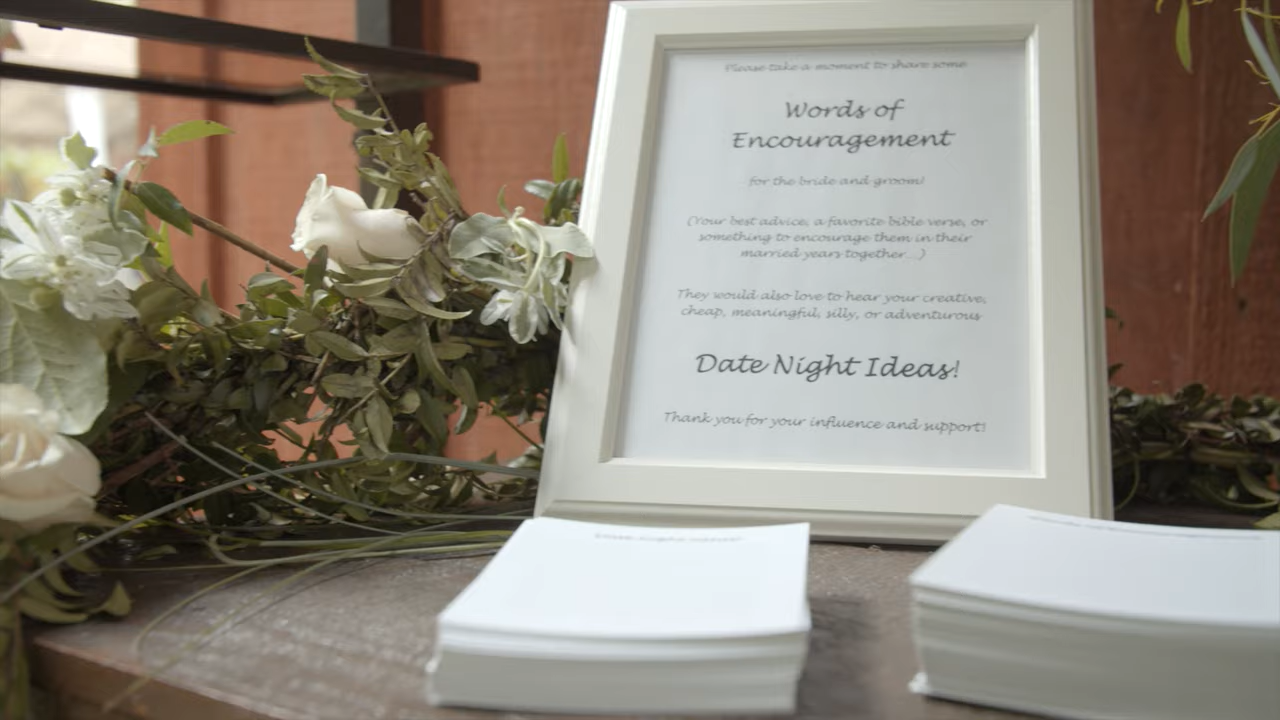 Please take a moment to share some
Words of
Encouragement
for the bride and groom!
(Your best advice, a favorite bible verse, or
something to encourage them in their
married years together...)
They would also love to hear your creative,
cheap, meaningful, silly, or adventurous
Date Night Ideas!
Thank you for your influence and support!